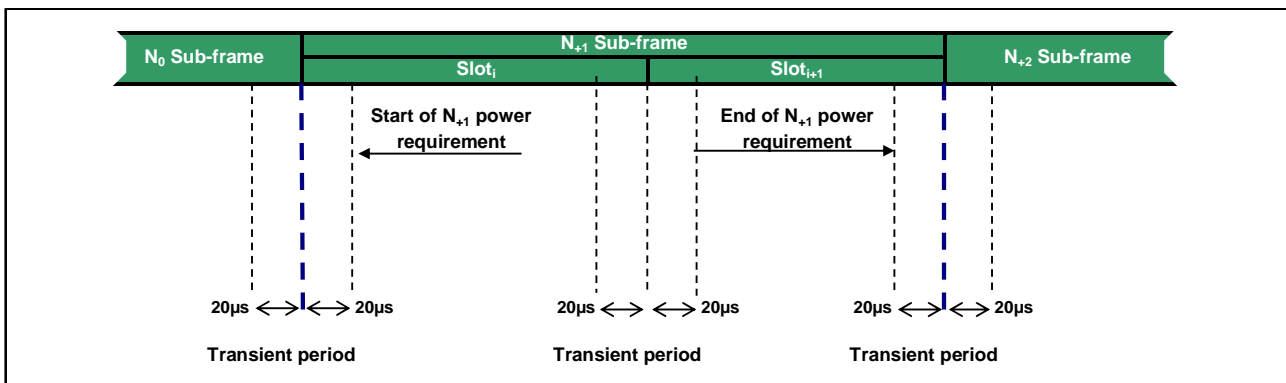 N+1 Sub-frame
N0 Sub-frame
N+2 Sub-frame
Sloti
Sloti+1
Start of N+1 power
requirement
End of N+1 power
requirement
20µs
20µs
20µs
20µs
20µs
20µs
Transient period
Transient period
Transient period